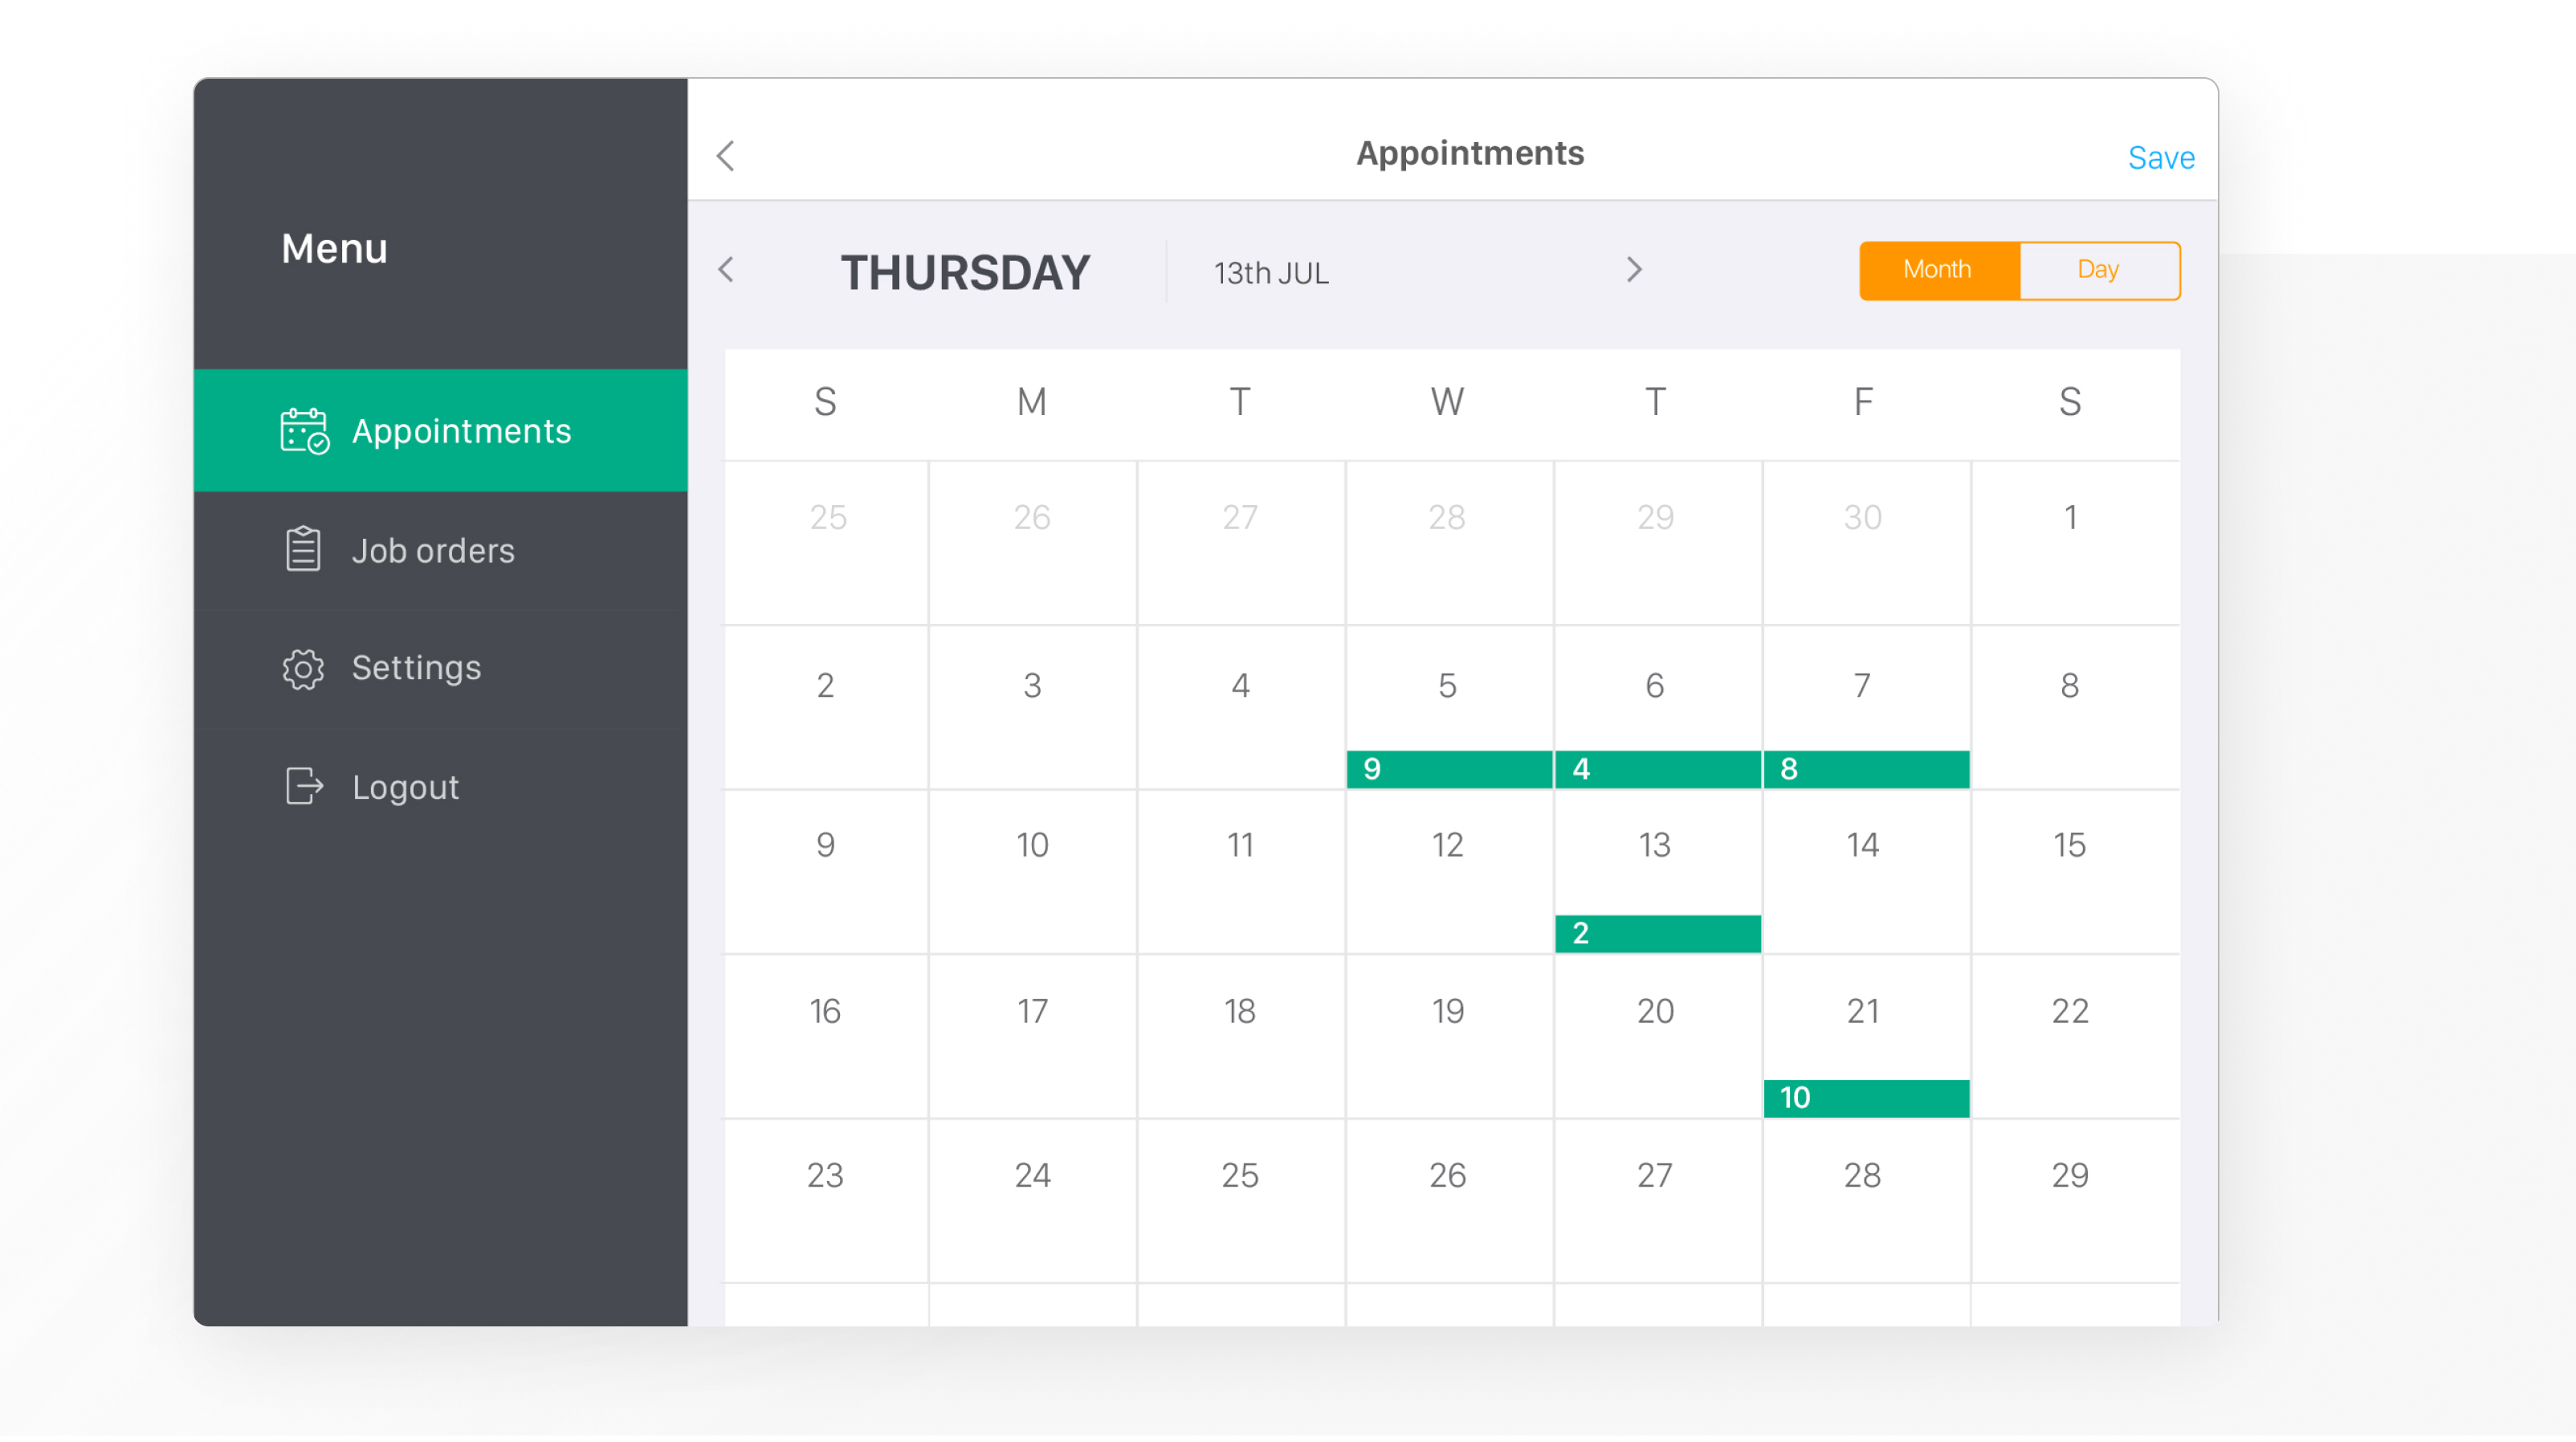 Menu
Appointments
Job orders
Settings
Logout
Appointments
Save
THURSDAY 13th JUL
Month Day
S M T W T F S
25 26 27 28 29 30 1
2 3 4 5 6 7 8
9 4 8
9 10 11 12 13 14 15
2
16 17 18 19 20 21 22
10
23 24 25 26 27 28 29